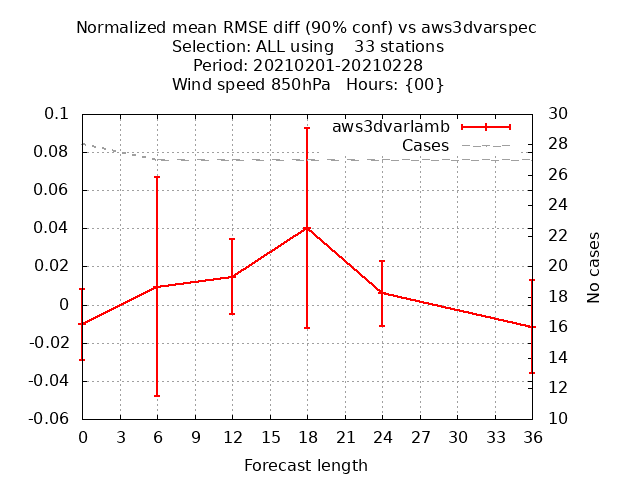 Normalized mean RMSE diff (90% conf) vs aws3dvarspec
Selection: ALL using    33 stations
Period: 20210201-20210228
Wind speed 850hPa   Hours: {00}
aws3dvarlamb
Cases
0.1
0.08
0.06
0.04
0.02
0
-0.02
-0.04
-0.06
30
28
26
24
22
20
18
16
14
12
10
No cases
0 3 6 9 12 15 18 21 24 27 30 33 36
Forecast length